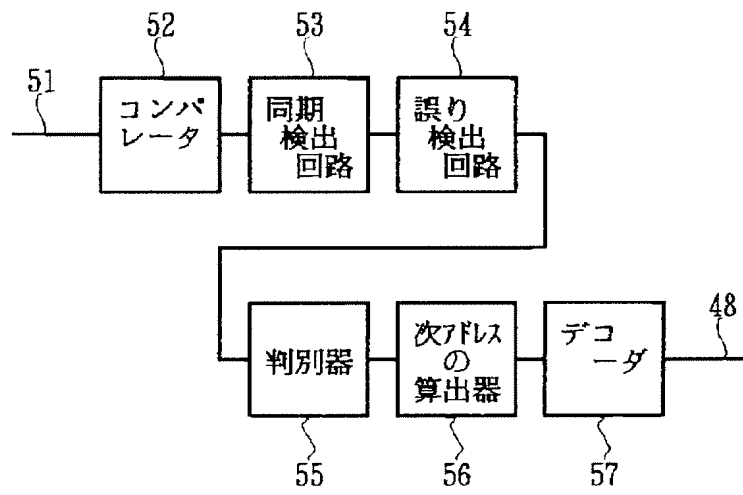 52
53
54
51
コンパ
レータ
同期
検出
回路
誤り
検出
回路
判別器
次アドレス
の
算出器
デコ
ーダ
48
55
56
57